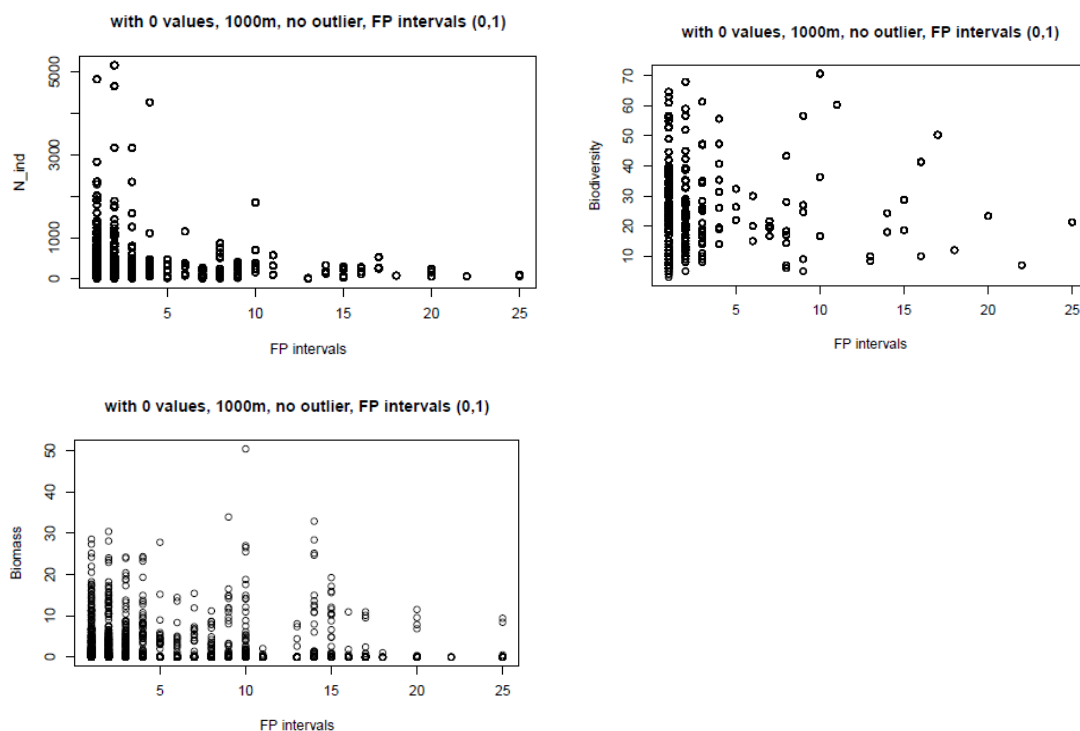 with 0 values, 1000m, no outlier, FP intervals (0,1)
N_ind
5000
3000
1000
0
5 10 15 20 25
FP intervals
with 0 values, 1000m, no outlier, FP intervals (0,1)
Biodiversity
70
60
50
40
30
20
10
5 10 15 20 25
FP intervals
with 0 values, 1000m, no outlier, FP intervals (0,1)
Biomass
50
40
30
20
10
0
5 10 15 20 25
FP intervals